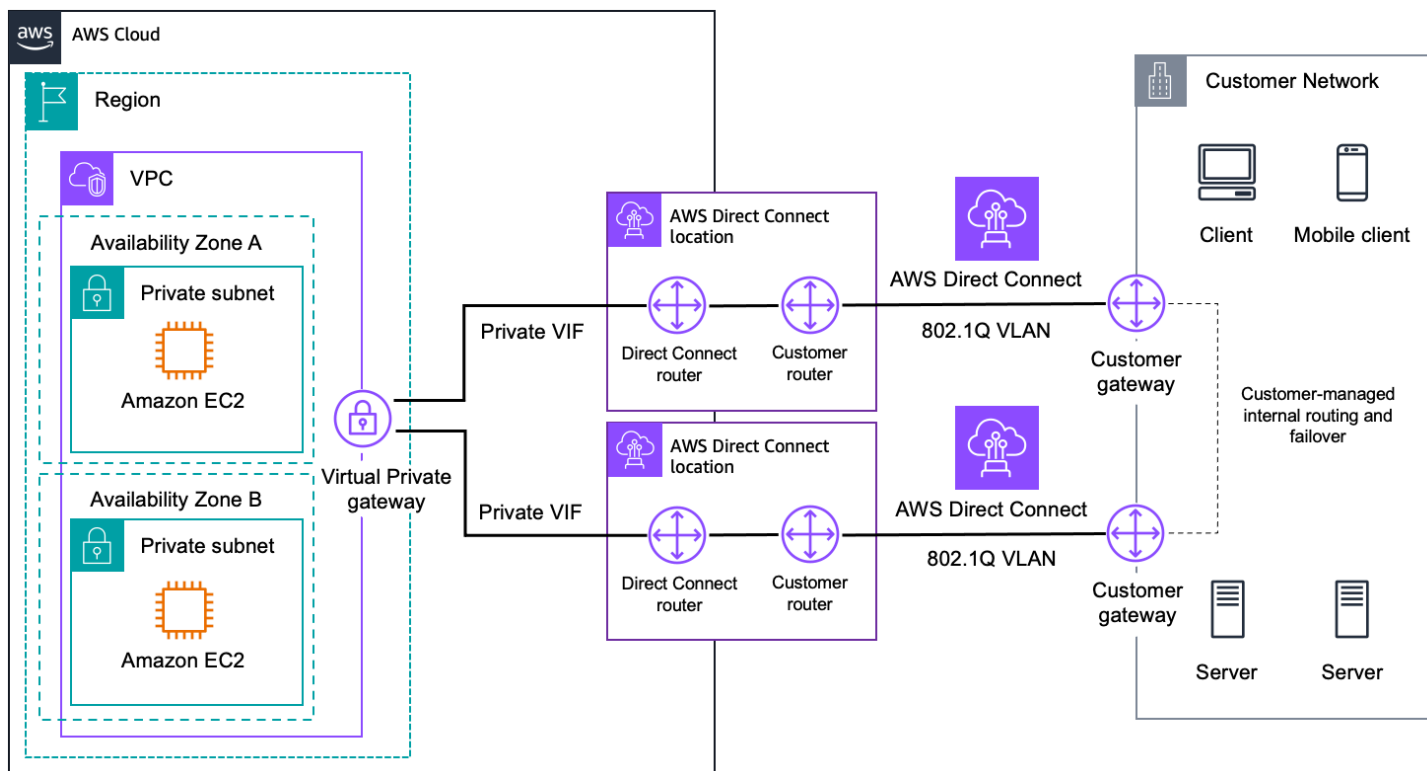 aws
AWS Cloud
Region
VPC
Availability Zone A
Private subnet
Amazon EC2
Availability Zone B
Private subnet
Amazon EC2
Virtual Private
gateway
Private VIF
Private VIF
AWS Direct Connect
location
Direct Connect
router
Customer
router
AWS Direct Connect
location
Direct Connect
router
Customer
router
AWS Direct Connect
802.1Q VLAN
AWS Direct Connect
802.1Q VLAN
Customer Network
Client
Mobile client
Customer
gateway
Customer-managed
internal routing and
failover
Customer
gateway
Server
Server